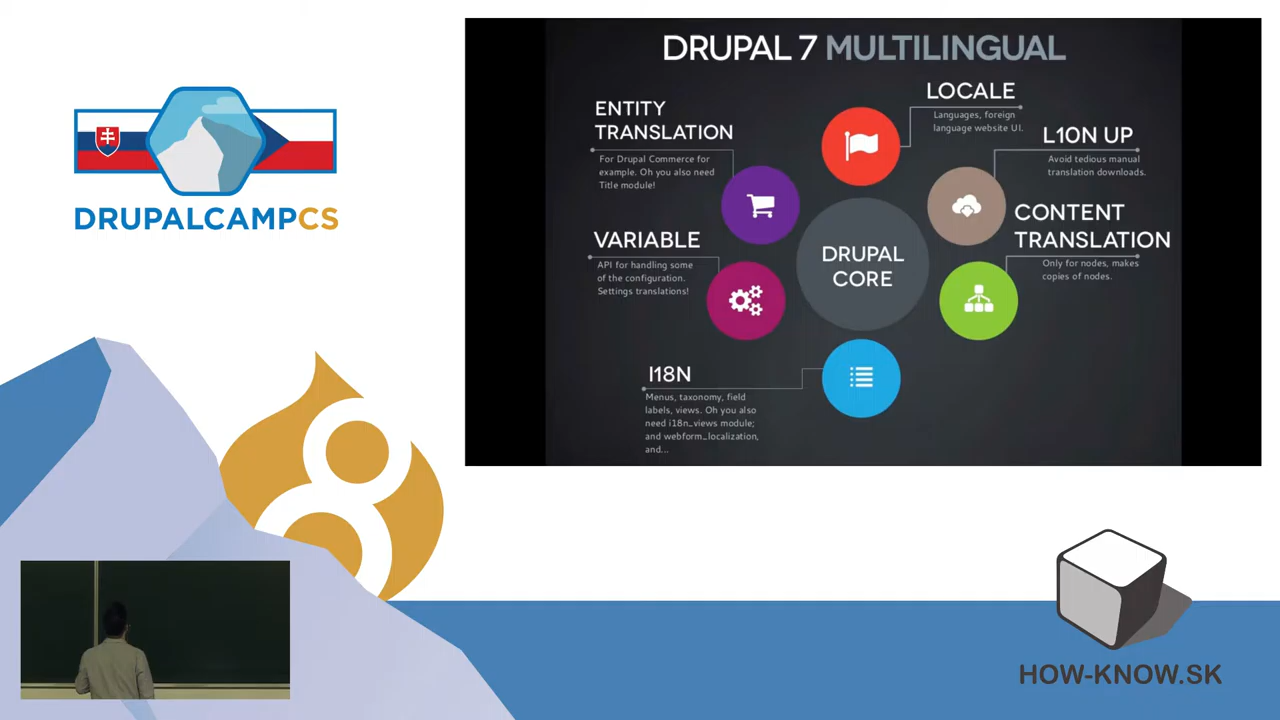 DRUPALCAMPCS
DRUPAL 7 MULTILINGUAL
ENTITY
TRANSLATION
For Drupal Commerce for
example. Oh you also need
Title module!
VARIABLE
API for handling some
of the configuration.
Settings translations!
I18N
Menus, taxonomy, field
labels, views. Oh you also
need i18n_views module;
and webform_localization,
and...
DRUPAL
CORE
LOCALE
Languages, foreign
language website UI.
L10N UP
Avoid tedious manual
translation downloads.
CONTENT
TRANSLATION
Only for nodes, makes
copies of nodes.
8
HOW-KNOW.SK